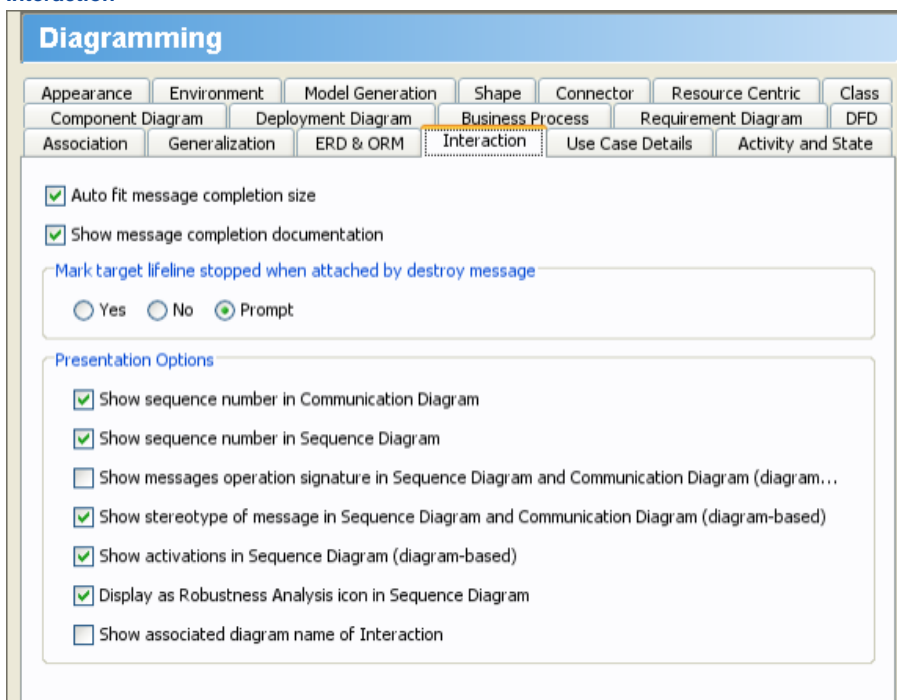 Interaction
Diagramming
Appearance Environment Model Generation Shape Connector Resource Centric Class
Component Diagram Deployment Diagram Business Process Requirement Diagram DFD
Association Generalization ERD & ORM Interaction Use Case Details Activity and State
Auto fit message completion size
Show message completion documentation
Mark target lifeline stopped when attached by destroy message
Yes No Prompt
Presentation Options
Show sequence number in Communication Diagram
Show sequence number in Sequence Diagram
Show messages operation signature in Sequence Diagram and Communication Diagram (diagram...
Show stereotype of message in Sequence Diagram and Communication Diagram (diagram-based)
Show activations in Sequence Diagram (diagram-based)
Display as Robustness Analysis icon in Sequence Diagram
Show associated diagram name of Interaction